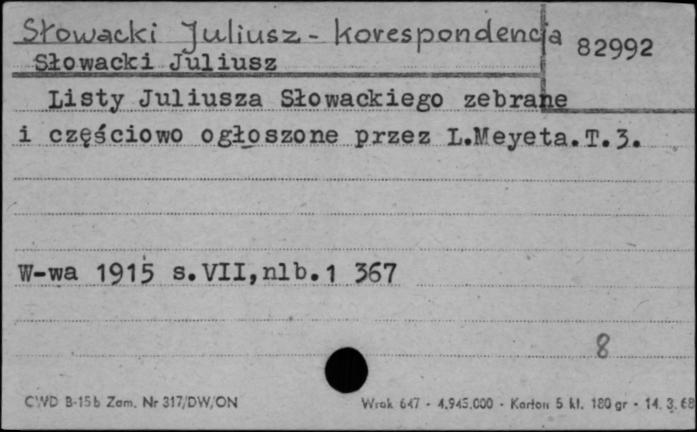 Słowacki Juliusz - korespondencja
82992
Słowacki Juliusz
Listy Juliusza Słowackiego zebrane
i częściowo ogłoszone przez L.Meyeta.T.3.
W-wa 1915 s.VII,nlb.1 367
8
CWD B-15b Zam. Nr 317/DW/ON
Wrak 647 - 4.945.000 - Karton 5 kl. 180 gr - 14. 3. 68